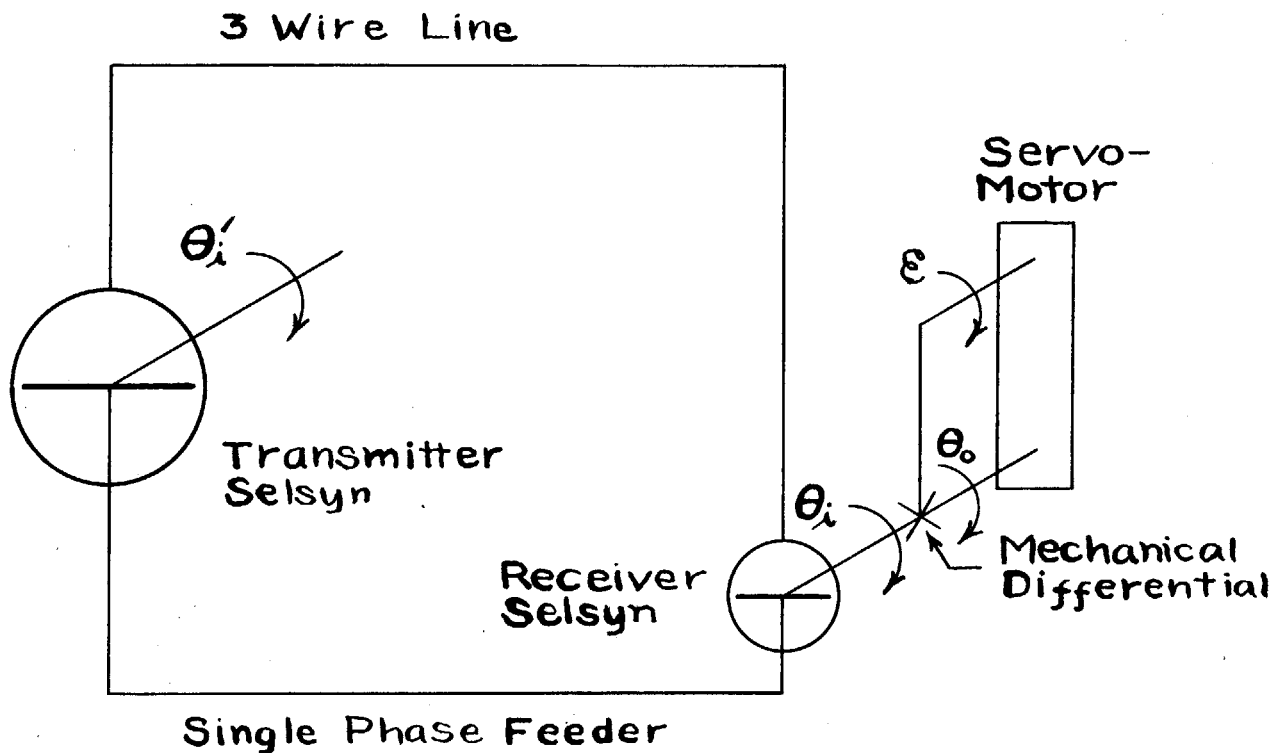 3 Wire Line
Servo-
Motor
θi′
ε
Transmitter
Selsyn
θo
θi
Mechanical
Differential
Receiver
Selsyn
Single Phase Feeder